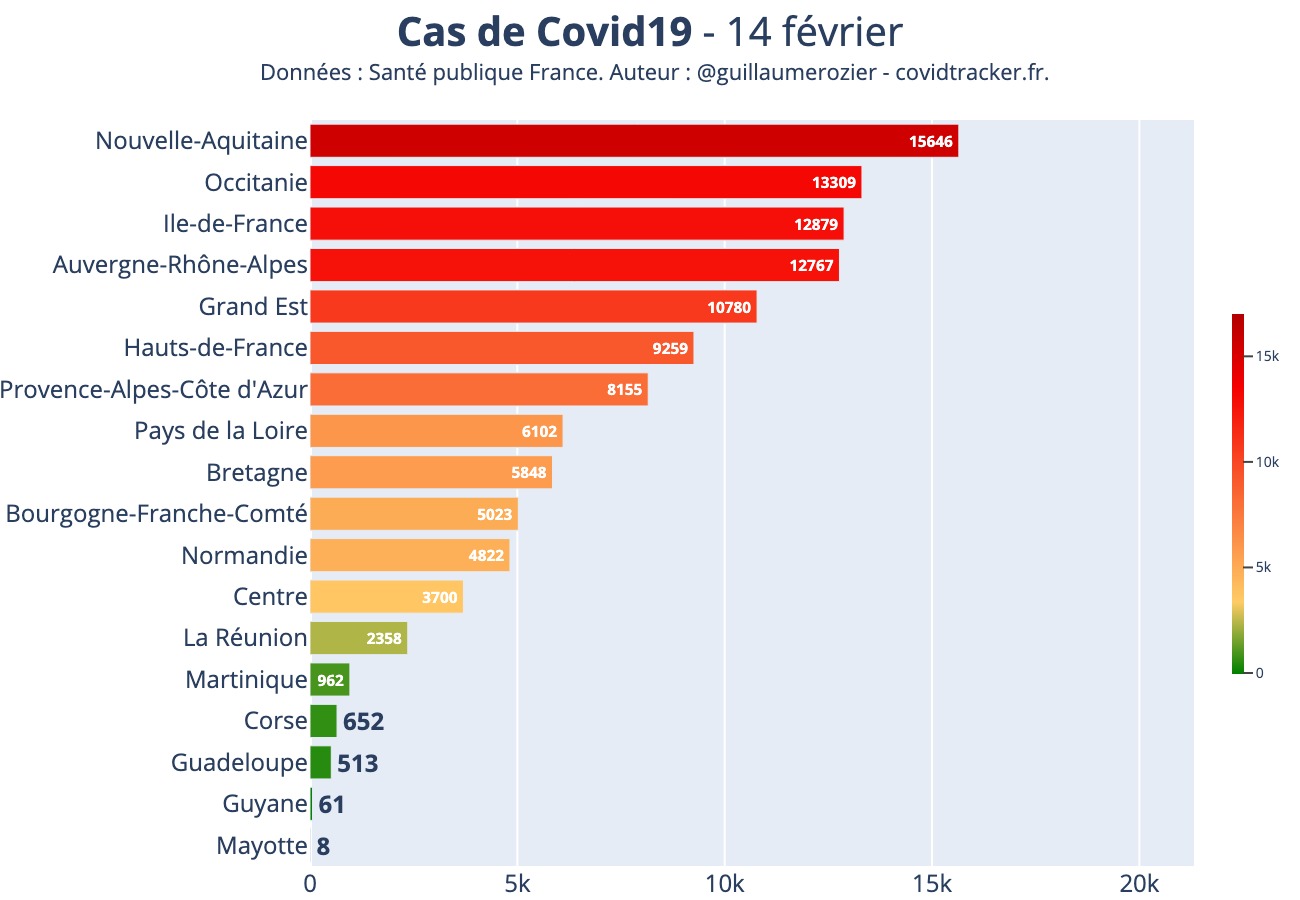 Cas de Covid19 - 14 février
Données : Santé publique France. Auteur : @guillaumerozier - covidtracker.fr.
Nouvelle-Aquitaine 15646
Occitanie 13309
Ile-de-France 12879
Auvergne-Rhône-Alpes 12767
Grand Est 10780
Hauts-de-France 9259
Provence-Alpes-Côte d'Azur 8155
Pays de la Loire 6102
Bretagne 5848
Bourgogne-Franche-Comté 5023
Normandie 4822
Centre 3700
La Réunion 2358
Martinique 962
Corse 652
Guadeloupe 513
Guyane 61
Mayotte 8
0 5k 10k 15k 20k
15k
10k
5k
0